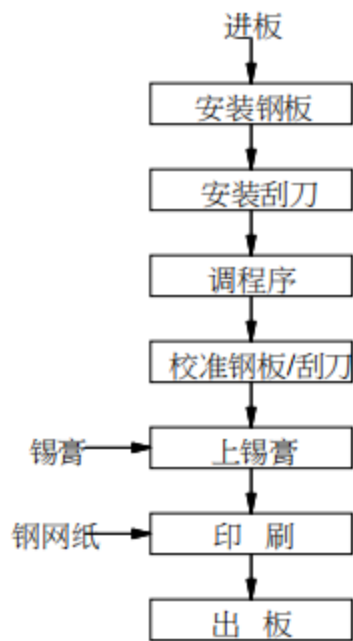 进板
安装钢板
安装刮刀
调程序
校准钢板/刮刀
锡膏
上锡膏
钢网纸
印 刷
出 板